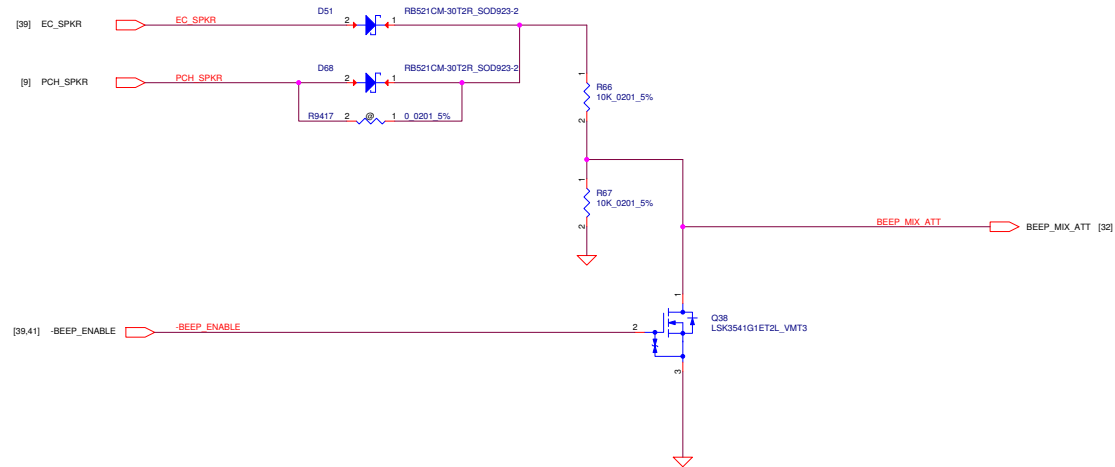 D51 RB521CM-30T2R_SOD923-2
[39] EC_SPKR EC_SPKR 2 1
D68 RB521CM-30T2R_SOD923-2
[9] PCH_SPKR PCH_SPKR 2 1
R9417 2 @ 1 0_0201_5%
1
R66
10K_0201_5%
2
1
R67
10K_0201_5%
2
BEEP_MIX_ATT BEEP_MIX_ATT [32]
1
Q38
LSK3541G1ET2L_VMT3
[39,41] -BEEP_ENABLE -BEEP_ENABLE 2
3